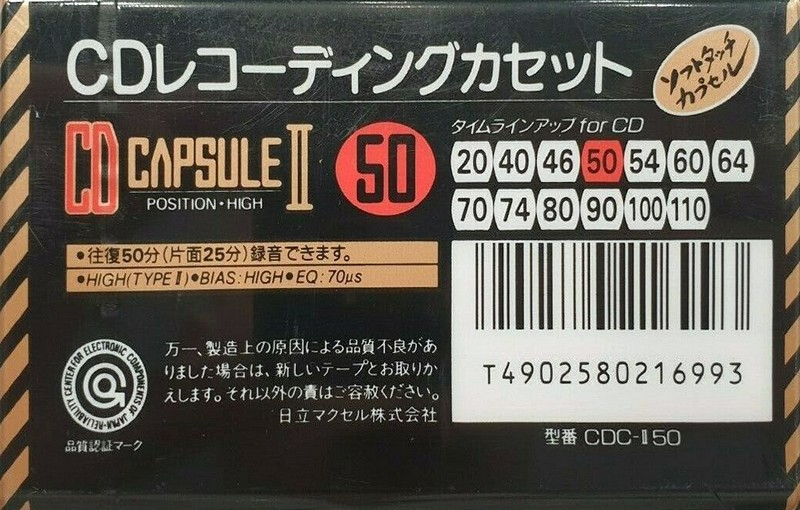 CDレコーディングカセット
ソフトタッチ
カプセル
CD CAPSULE II
POSITION・HIGH
50
タイムラインアップ for CD
20 40 46 50 54 60 64
70 74 80 90 100 110
•往復50分(片面25分)録音できます。
•HIGH(TYPE II)•BIAS:HIGH•EQ:70μs
RELIABILITY CENTER FOR ELECTRONIC COMPONENTS OF JAPAN
品質認証マーク
万一、製造上の原因による品質不良があ
りました場合は、新しいテープとお取りか
えします。それ以外の責はご容赦ください。
日立マクセル株式会社
T4902580216993
型番 CDC-II50